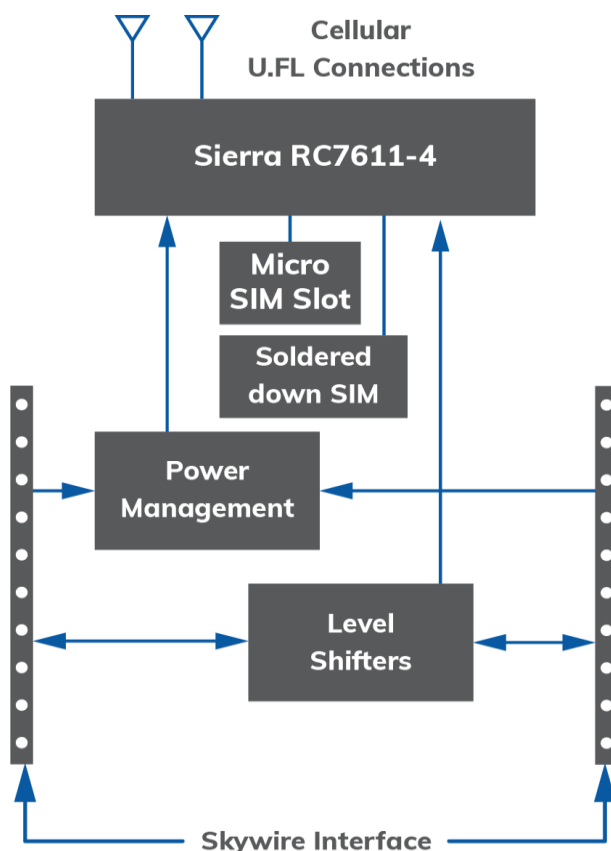 Cellular
U.FL Connections
Sierra RC7611-4
Micro
SIM Slot
Soldered
down SIM
Power
Management
Level
Shifters
Skywire Interface